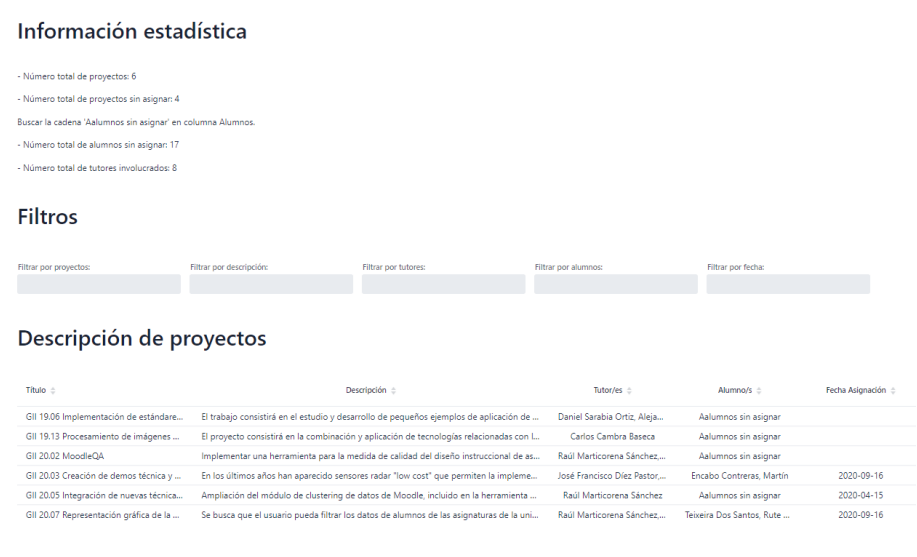 Información estadística
- Número total de proyectos: 6
- Número total de proyectos sin asignar: 4
Buscar la cadena 'Aalumnos sin asignar' en columna Alumnos.
- Número total de alumnos sin asignar: 17
- Número total de tutores involucrados: 8
Filtros
Filtrar por proyectos: Filtrar por descripción: Filtrar por tutores: Filtrar por alumnos: Filtrar por fecha:
Descripción de proyectos
Título Descripción Tutor/es Alumno/s Fecha Asignación
GII 19.06 Implementación de estándare... El trabajo consistirá en el estudio y desarrollo de pequeños ejemplos de aplicación de ... Daniel Sarabia Ortiz, Aleja... Aalumnos sin asignar
GII 19.13 Procesamiento de imágenes ... El proyecto consistirá en la combinación y aplicación de tecnologías relacionadas con l... Carlos Cambra Baseca Aalumnos sin asignar
GII 20.02 MoodleQA Implementar una herramienta para la medida de calidad del diseño instruccional de as... Raúl Marticorena Sánchez,... Aalumnos sin asignar
GII 20.03 Creación de demos técnica y ... En los últimos años han aparecido sensores radar "low cost" que permiten la impleme... José Francisco Díez Pastor,... Encabo Contreras, Martín 2020-09-16
GII 20.05 Integración de nuevas técnica... Ampliación del módulo de clustering de datos de Moodle, incluido en la herramienta ... Raúl Marticorena Sánchez Aalumnos sin asignar 2020-04-15
GII 20.07 Representación gráfica de la ... Se busca que el usuario pueda filtrar los datos de alumnos de las asignaturas de la uni... Raúl Marticorena Sánchez,... Teixeira Dos Santos, Rute ... 2020-09-16